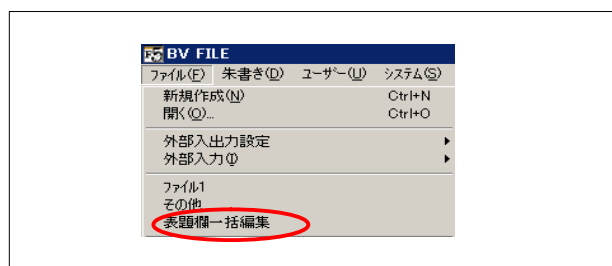 BV FILE
ファイル(F) 朱書き(D) ユーザー(U) システム(S)
新規作成(N) Ctrl+N
開く(O)... Ctrl+O
外部入出力設定
外部入力(I)
ファイル1
その他
表題欄一括編集